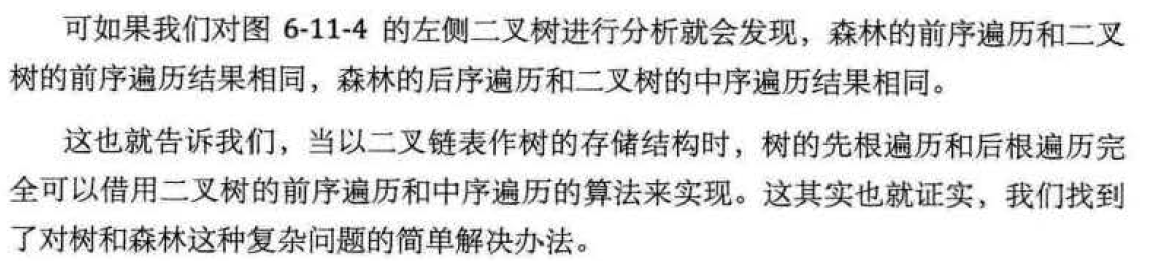 可如果我们对图 6-11-4 的左侧二叉树进行分析就会发现，森林的前序遍历和二叉
树的前序遍历结果相同，森林的后序遍历和二叉树的中序遍历结果相同。
这也就告诉我们，当以二叉链表作树的存储结构时，树的先根遍历和后根遍历完
全可以借用二叉树的前序遍历和中序遍历的算法来实现。这其实也就证实，我们找到
了对树和森林这种复杂问题的简单解决办法。